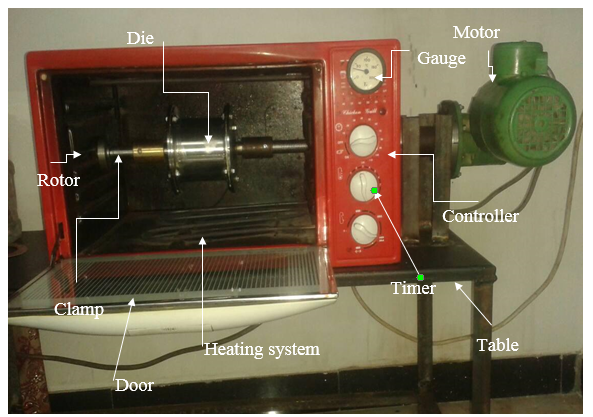 Die
Motor
Gauge
Rotor
Controller
Timer
Clamp
Heating system
Table
Door